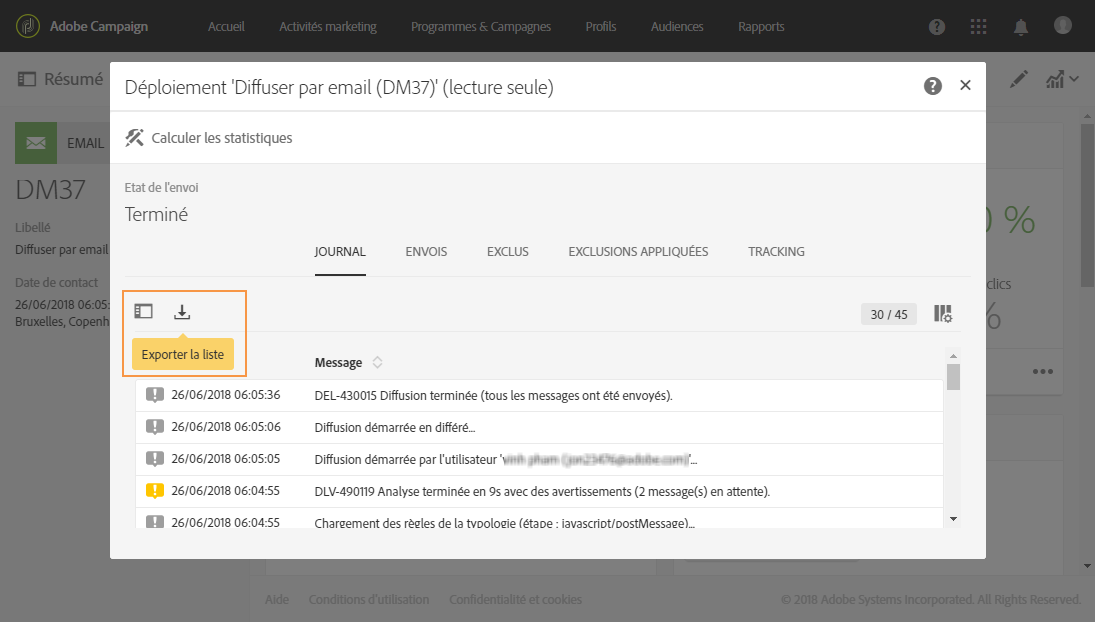 Adobe Campaign
Accueil
Activités marketing
Programmes & Campagnes
Profils
Audiences
Rapports
Résumé
Déploiement 'Diffuser par email (DM37)' (lecture seule)
Calculer les statistiques
EMAIL
DM37
Libellé
Diffuser par email
Date de contact
26/06/2018 06:05:
Bruxelles, Copenh
Etat de l'envoi
Terminé
JOURNAL
ENVOIS
EXCLUS
EXCLUSIONS APPLIQUÉES
TRACKING
%
clics
%
30 / 45
Exporter la liste
Message
26/06/2018 06:05:36 DEL-430015 Diffusion terminée (tous les messages ont été envoyés).
26/06/2018 06:05:06 Diffusion démarrée en différé...
26/06/2018 06:05:05 Diffusion démarrée par l'utilisateur '...
26/06/2018 06:04:55 DLV-490119 Analyse terminée en 9s avec des avertissements (2 message(s) en attente).
26/06/2018 06:04:55 Chargement des règles de la typologie (étape : javascript/postMessage)...
Aide
Conditions d'utilisation
Confidentialité et cookies
© 2018 Adobe Systems Incorporated. All Rights Reserved.